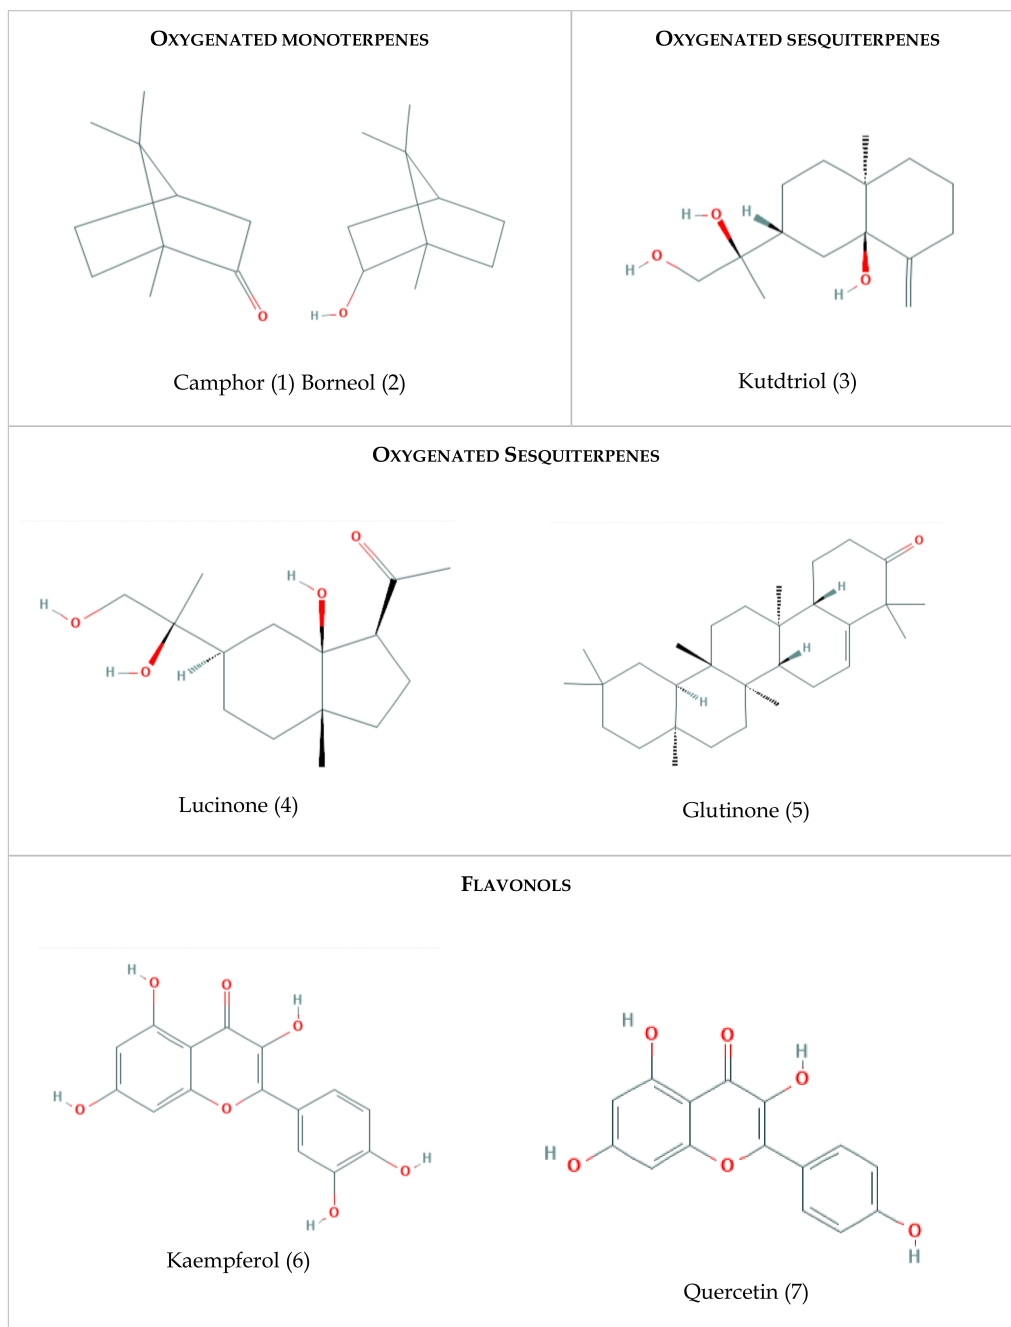 OXYGENATED MONOTERPENES
OXYGENATED SESQUITERPENES
O
H
O
H
O
H
H
O
O
H
Camphor (1) Borneol (2)
Kutdtriol (3)
OXYGENATED SESQUITERPENES
O
H
O
H
O
H
O
H
O
H
H
H
Lucinone (4)
Glutinone (5)
FLAVONOLS
H
O
O
H
O
H
O
O
O
H
O
H
Kaempferol (6)
H
O
O
H
O
H
O
O
O
H
Quercetin (7)